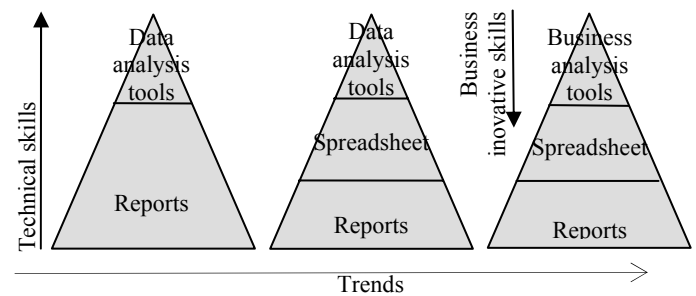 Technical skills
Data
analysis
tools
Reports
Data
analysis
tools
Spreadsheet
Reports
Business
inovative skills
Business
analysis
tools
Spreadsheet
Reports
Trends